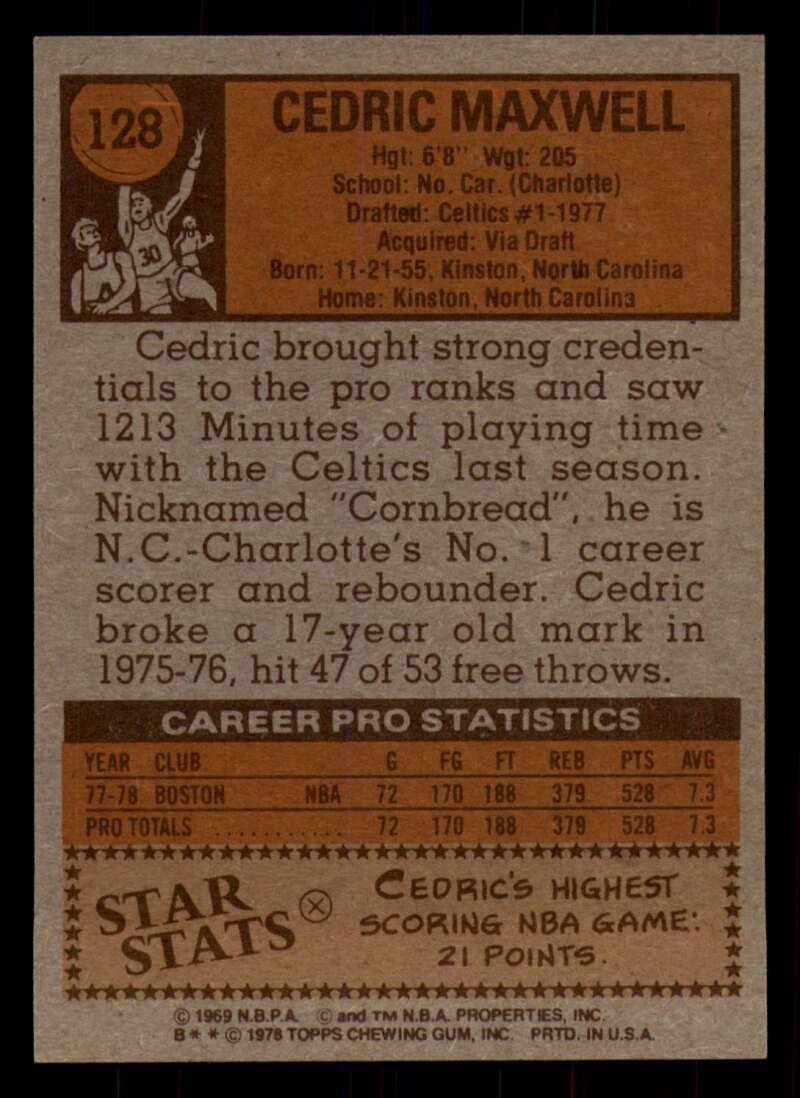 128
CEDRIC MAXWELL
Hgt: 6'8" Wgt: 205
School: No. Car. (Charlotte)
Drafted: Celtics #1-1977
Acquired: Via Draft
Born: 11-21-55, Kinston, North Carolina
Home: Kinston, North Carolina
30
Cedric brought strong creden-
tials to the pro ranks and saw
1213 Minutes of playing time
with the Celtics last season.
Nicknamed "Cornbread", he is
N.C.-Charlotte's No. 1 career
scorer and rebounder. Cedric
broke a 17-year old mark in
1975-76, hit 47 of 53 free throws.
CAREER PRO STATISTICS
YEAR CLUB G FG FT REB PTS AVG
77-78 BOSTON NBA 72 170 188 379 528 7.3
PRO TOTALS ........... 72 170 188 379 528 7.3
STAR
STATS
CEDRIC'S HIGHEST
SCORING NBA GAME:
21 POINTS.
© 1969 N.B.P.A. © and TM N.B.A. PROPERTIES, INC.
B * * © 1978 TOPPS CHEWING GUM, INC. PRTD. IN U.S.A.